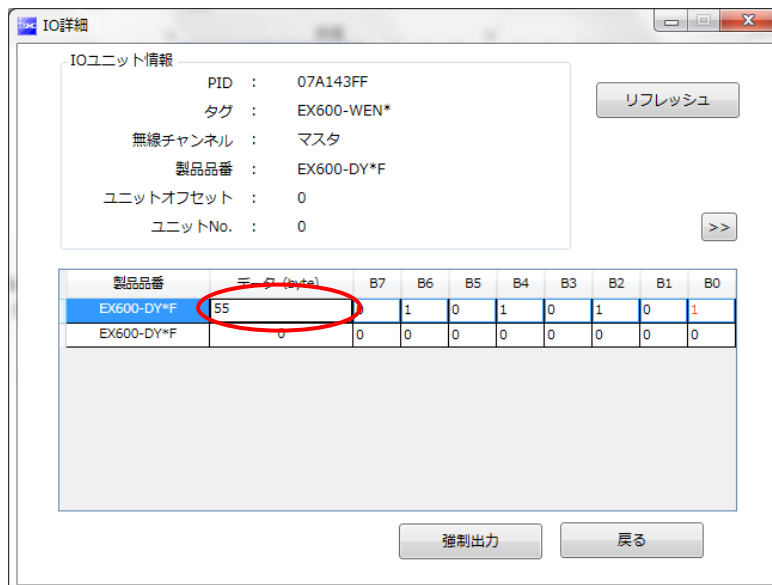 IO詳細
IOユニット情報
PID : 07A143FF
タグ : EX600-WEN*
無線チャンネル : マスタ
製品品番 : EX600-DY*F
ユニットオフセット : 0
ユニットNo. : 0
リフレッシュ
>>
製品品番 データ (byte) B7 B6 B5 B4 B3 B2 B1 B0
EX600-DY*F 55 0 1 0 1 0 1 0 1
EX600-DY*F 0 0 0 0 0 0 0 0 0
強制出力 戻る